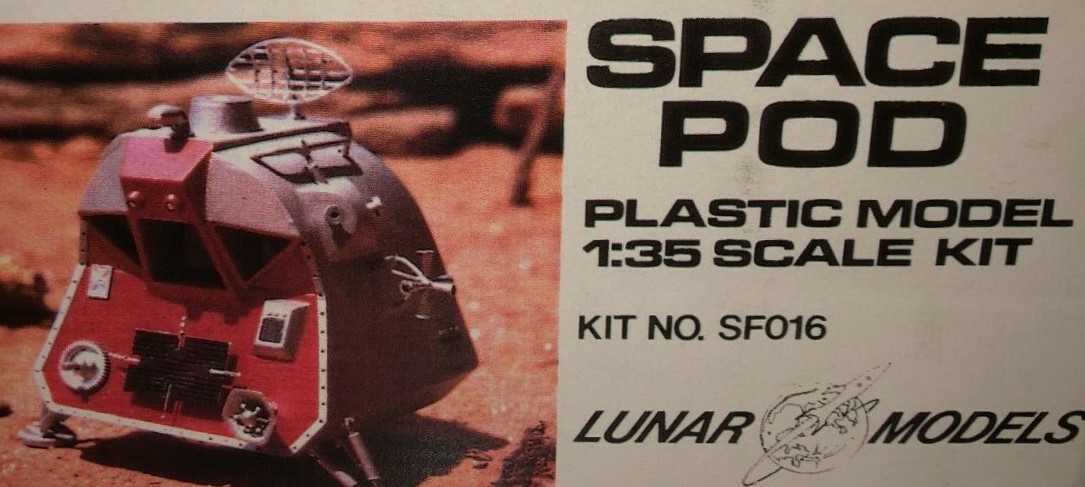 SPACE
POD
PLASTIC MODEL
1:35 SCALE KIT
KIT NO. SF016
LUNAR MODELS